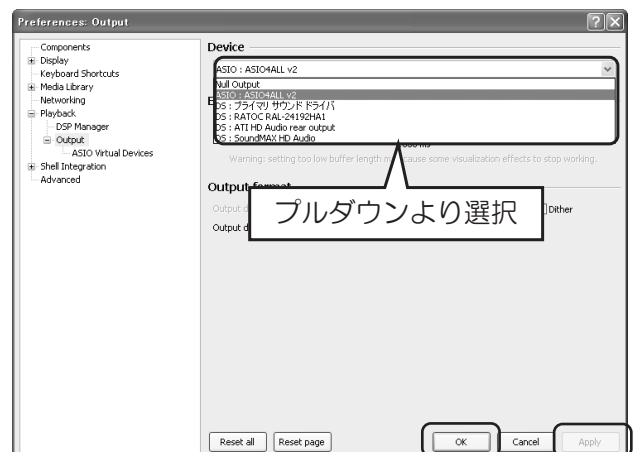 Preferences: Output
Components
Display
Keyboard Shortcuts
Media Library
Networking
Playback
DSP Manager
Output
ASIO Virtual Devices
Shell Integration
Advanced
Device
ASIO : ASIO4ALL v2
Null Output
ASIO : ASIO4ALL v2
DS : プライマリ サウンド ドライバ
DS : RATOC RAL-24192HA1
DS : ATI HD Audio rear output
DS : SoundMAX HD Audio
ms
Warning: setting too low buffer length may cause some visualization effects to stop working.
Output format
Output d
Dither
Output d
プルダウンより選択
Reset all
Reset page
OK
Cancel
Apply